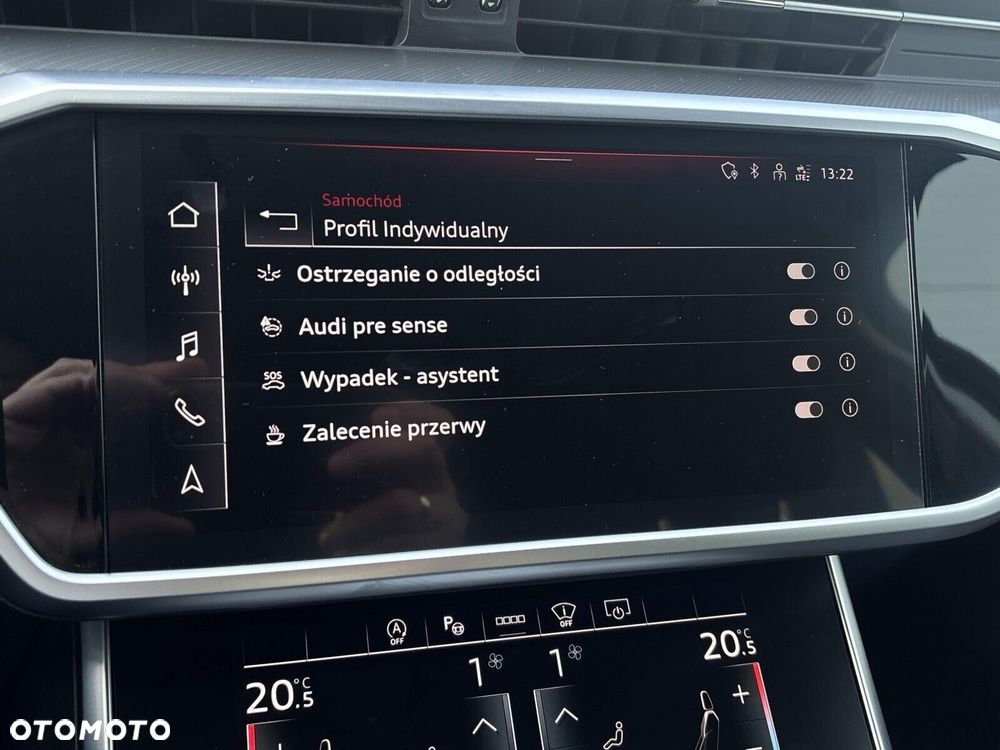 LTE 13:22
Samochód
Profil Indywidualny
Ostrzeganie o odległości
Audi pre sense
SOS Wypadek - asystent
Zalecenie przerwy
A OFF P OFF
20.5°C 1 1 20.5°C
OTOMOTO